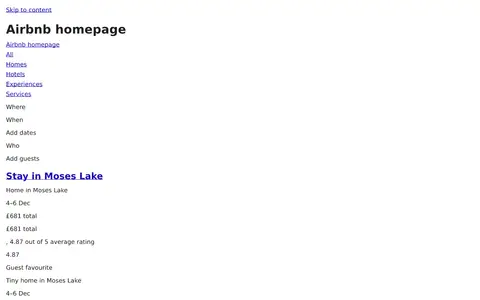 Skip to content
Airbnb homepage
Airbnb homepage
All
Homes
Hotels
Experiences
Services
Where
When
Add dates
Who
Add guests
Stay in Moses Lake
Home in Moses Lake
4–6 Dec
£681 total
£681 total
, 4.87 out of 5 average rating
4.87
Guest favourite
Tiny home in Moses Lake
4–6 Dec